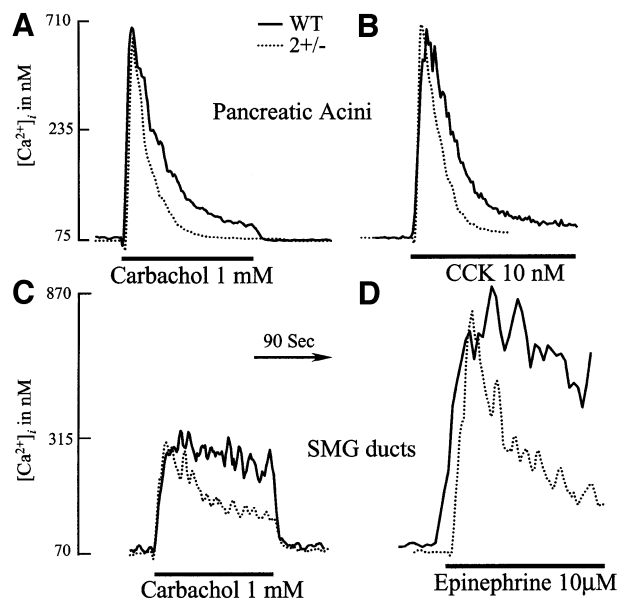 A
B
WT
2+/-
[Ca2+]i in nM
710
235
75
Pancreatic Acini
Carbachol 1 mM
CCK 10 nM
C
D
[Ca2+]i in nM
870
315
70
90 Sec
SMG ducts
Carbachol 1 mM
Epinephrine 10µM